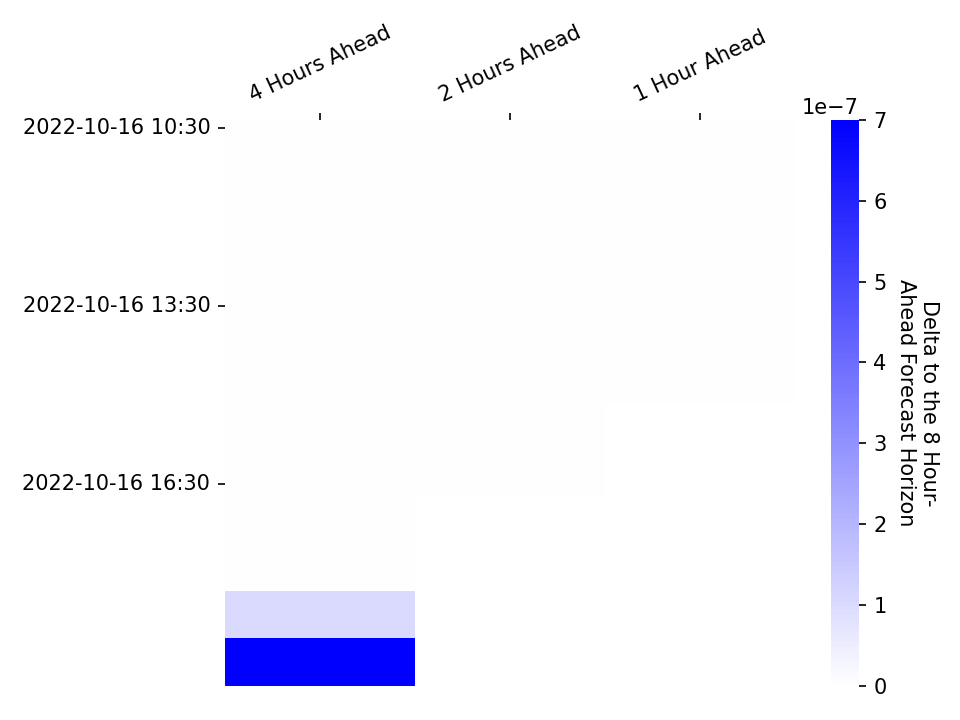 4 Hours Ahead
2 Hours Ahead
1 Hour Ahead
1e−7
2022-10-16 10:30
2022-10-16 13:30
2022-10-16 16:30
7
6
5
4
3
2
1
0
Delta to the 8 Hour-
Ahead Forecast Horizon